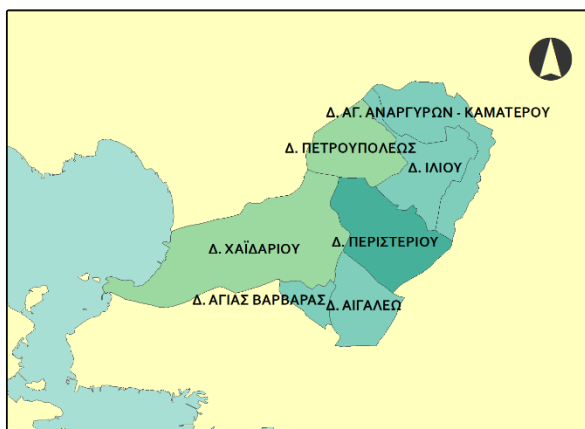 Δ. ΑΓ. ΑΝΑΡΓΥΡΩΝ - ΚΑΜΑΤΕΡΟΥ
Δ. ΠΕΤΡΟΥΠΟΛΕΩΣ
Δ. ΙΛΙΟΥ
Δ. ΧΑΪΔΑΡΙΟΥ
Δ. ΠΕΡΙΣΤΕΡΙΟΥ
Δ. ΑΓΙΑΣ ΒΑΡΒΑΡΑΣ
Δ. ΑΙΓΑΛΕΩ